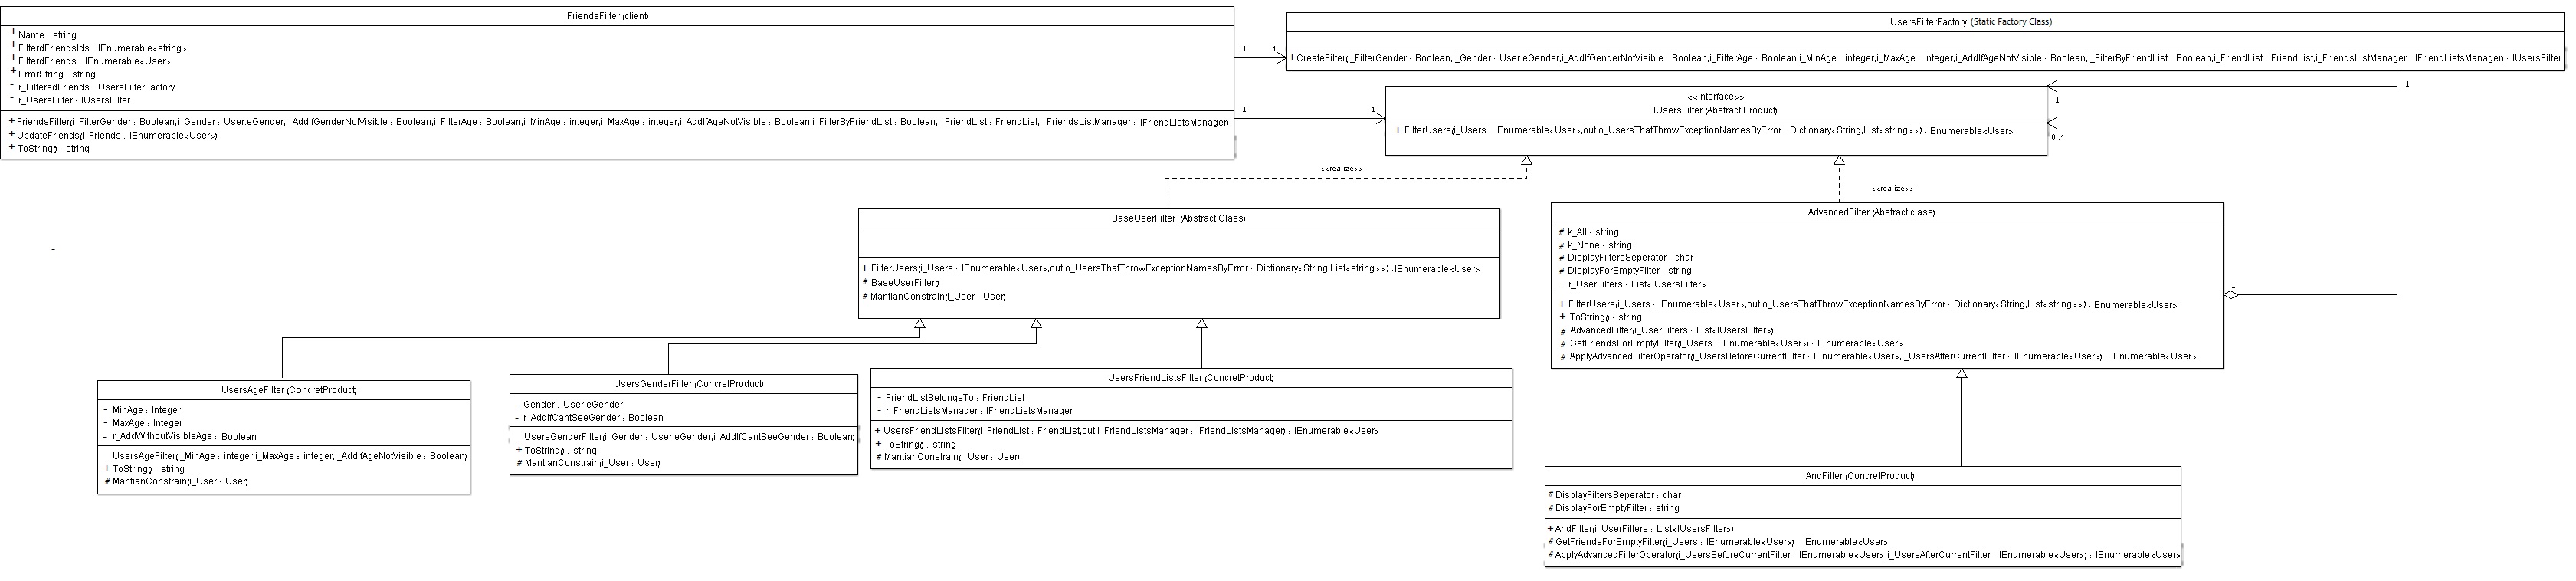 FriendsFilter (client)
+ Name : string
+ FilterdFriendsIds : IEnumerable<string>
+ FilterdFriends : IEnumerable<User>
+ ErrorString : string
- r_FilteredFriends : UsersFilterFactory
- r_UsersFilter : IUsersFilter
+ FriendsFilter(i_FilterGender : Boolean,i_Gender : User.eGender,i_AddIfGenderNotVisible : Boolean,i_FilterAge : Boolean,i_MinAge : integer,i_MaxAge : integer,i_AddIfAgeNotVisible : Boolean,i_FilterByFriendList : Boolean,i_FriendList : FriendList,i_FriendsListManager : IFriendListsManager)
+ UpdateFriends(i_Friends : IEnumerable<User>)
+ ToString() : string
1
1
1
1
UsersFilterFactory (Static Factory Class)
+ CreateFilter(i_FilterGender : Boolean,i_Gender : User.eGender,i_AddIfGenderNotVisible : Boolean,i_FilterAge : Boolean,i_MinAge : integer,i_MaxAge : integer,i_AddIfAgeNotVisible : Boolean,i_FilterByFriendList : Boolean,i_FriendList : FriendList,i_FriendsListManager : IFriendListsManager) : IUsersFilter
1
1
<<interface>>
IUsersFilter (Abstract Product)
+ FilterUsers(i_Users : IEnumerable<User>,out o_UsersThatThrowExceptionNamesByError : Dictionary<String,List<string>>) :IEnumerable<User>
0..*
<<realize>>
<<realize>>
BaseUserFilter (Abstract Class)
+ FilterUsers(i_Users : IEnumerable<User>,out o_UsersThatThrowExceptionNamesByError : Dictionary<String,List<string>>) :IEnumerable<User>
# BaseUserFilter()
# MantianConstrain(i_User : User)
AdvancedFilter (Abstract class)
# k_All : string
# k_None : string
# DisplayFiltersSeperator : char
# DisplayForEmptyFilter : string
- r_UserFilters : List<IUsersFilter>
+ FilterUsers(i_Users : IEnumerable<User>,out o_UsersThatThrowExceptionNamesByError : Dictionary<String,List<string>>) :IEnumerable<User>
+ ToString() : string
# AdvancedFilter(i_UserFilters : List<IUsersFilter>)
# GetFriendsForEmptyFilter(i_Users : IEnumerable<User>) : IEnumerable<User>
# ApplyAdvancedFilterOperator(i_UsersBeforeCurrentFilter : IEnumerable<User>,i_UsersAfterCurrentFilter : IEnumerable<User>) : IEnumerable<User>
1
-
UsersAgeFilter (ConcretProduct)
- MinAge : Integer
- MaxAge : Integer
- r_AddWithoutVisibleAge : Boolean
UsersAgeFilter(i_MinAge : integer,i_MaxAge : integer,i_AddIfAgeNotVisible : Boolean)
+ ToString() : string
# MantianConstrain(i_User : User)
UsersGenderFilter (ConcretProduct)
- Gender : User.eGender
- r_AddIfCantSeeGender : Boolean
UsersGenderFilter(i_Gender : User.eGender,i_AddIfCantSeeGender : Boolean)
+ ToString() : string
# MantianConstrain(i_User : User)
UsersFriendListsFilter (ConcretProduct)
- FriendListBelongsTo : FriendList
- r_FriendListsManager : IFriendListsManager
+ UsersFriendListsFilter(i_FriendList : FriendList,out i_FriendListsManager : IFriendListsManager) : IEnumerable<User>
+ ToString() : string
# MantianConstrain(i_User : User)
AndFilter (ConcretProduct)
# DisplayFiltersSeperator : char
# DisplayForEmptyFilter : string
+ AndFilter(i_UserFilters : List<IUsersFilter>)
# GetFriendsForEmptyFilter(i_Users : IEnumerable<User>) : IEnumerable<User>
# ApplyAdvancedFilterOperator(i_UsersBeforeCurrentFilter : IEnumerable<User>,i_UsersAfterCurrentFilter : IEnumerable<User>) : IEnumerable<User>